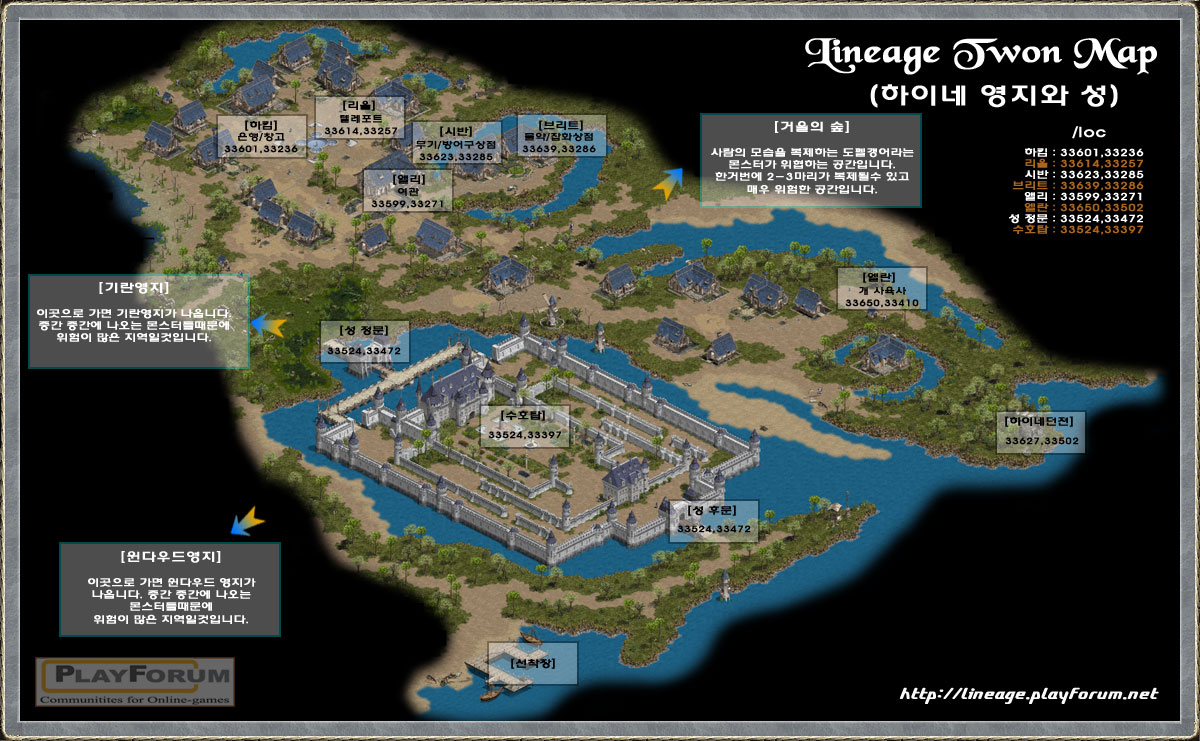 Lineage Twon Map
(하이네 영지와 성)
/loc
하킴 : 33601,33236
리올 : 33614,33257
시반 : 33623,33285
브리트 : 33639,33286
엘리 : 33599,33271
엘란 : 33650,33502
성 정문 : 33524,33472
수호탑 : 33524,33397
[하킴]
은행/창고
33601,33236
[리올]
텔레포트
33614,33257
[시반]
무기/방어구상점
33623,33285
[브리트]
물약/잡화상점
33639,33286
[엘리]
여관
33599,33271
[거울의 숲]
사람의 모습을 복제하는 도플갱어라는
몬스터가 위험하는 공간입니다.
한거번에 2-3마리가 복제될수 있고
매우 위험한 공간입니다.
[기란영지]
이곳으로 가면 기란영지가 나옵니다.
중간 중간에 나오는 몬스터들때문에
위험이 많은 지역일것입니다.
[엘란]
개 사육사
33650,33410
[성 정문]
33524,33472
[수호탑]
33524,33397
[하이네던전]
33627,33502
[성 후문]
33524,33472
[윈다우드영지]
이곳으로 가면 윈다우드 영지가
나옵니다. 중간 중간에 나오는
몬스터들때문에
위험이 많은 지역일것입니다.
[선착장]
PlayForum
Communitites for Online-games
http://lineage.playforum.net